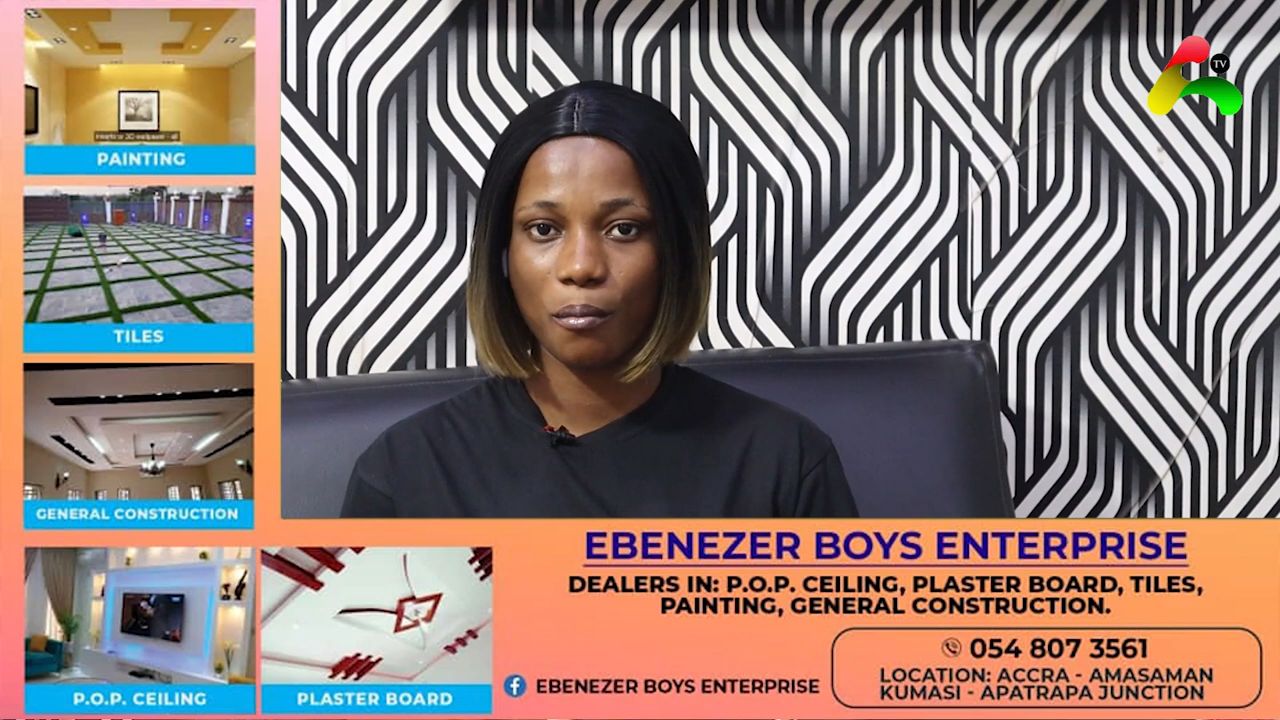 TV
PAINTING
TILES
GENERAL CONSTRUCTION
P.O.P. CEILING
PLASTER BOARD
EBENEZER BOYS ENTERPRISE
DEALERS IN: P.O.P. CEILING, PLASTER BOARD, TILES,
PAINTING, GENERAL CONSTRUCTION.
054 807 3561
LOCATION: ACCRA - AMASAMAN
KUMASI - APATRAPA JUNCTION
EBENEZER BOYS ENTERPRISE